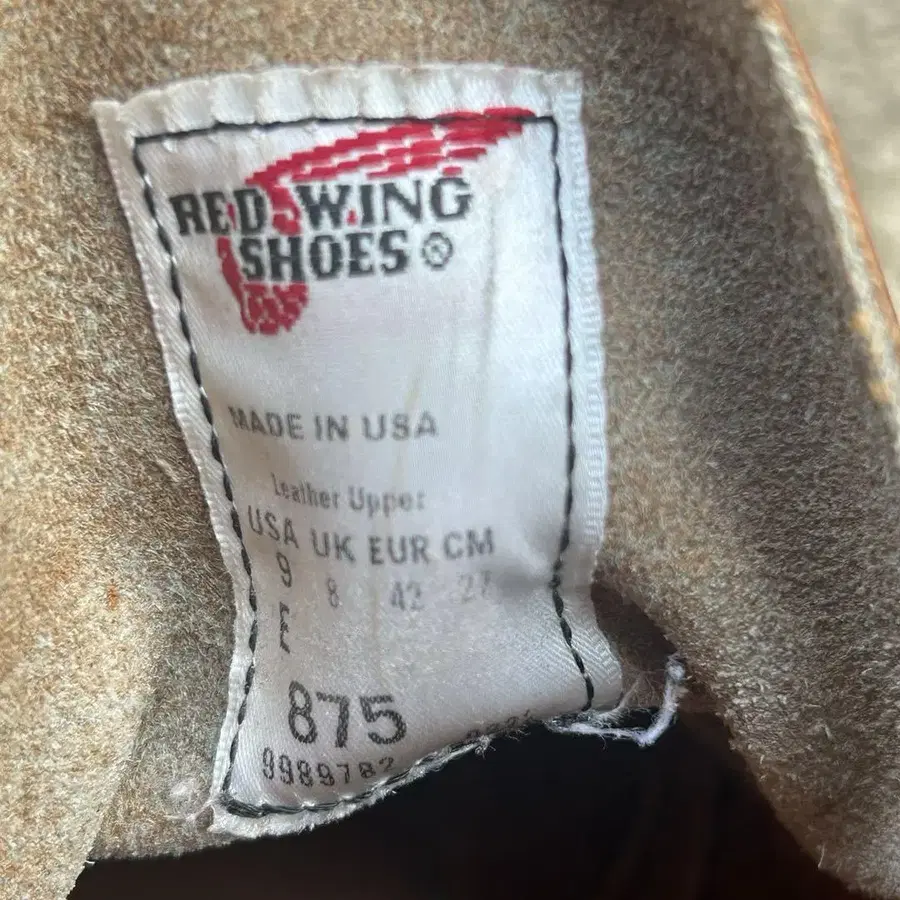 RED WING
SHOES ®
MADE IN USA
Leather Upper
USA UK EUR CM
9 8 42 27
E
875
9989782